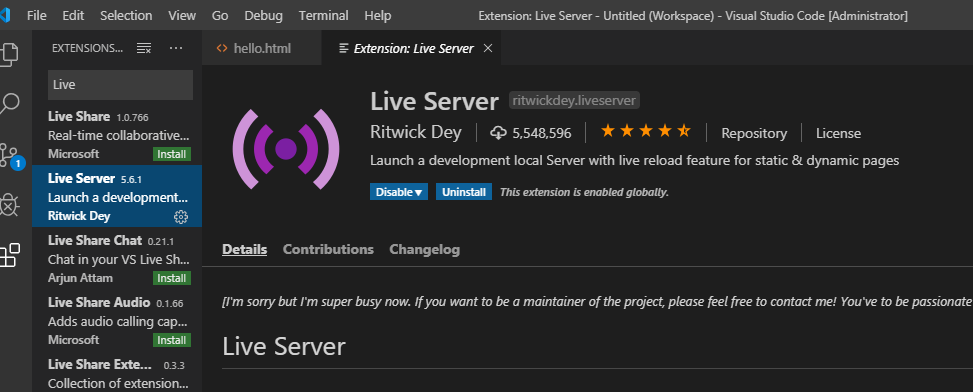 File Edit Selection View Go Debug Terminal Help Extension: Live Server - Untitled (Workspace) - Visual Studio Code [Administrator]
EXTENSIONS...
hello.html Extension: Live Server
Live
Live Share 1.0.766
Real-time collaborative...
Microsoft Install
Live Server 5.6.1
Launch a development...
Ritwick Dey
Live Share Chat 0.21.1
Chat in your VS Live Sh...
Arjun Attam Install
Live Share Audio 0.1.66
Adds audio calling cap...
Microsoft Install
Live Share Exte... 0.3.3
Collection of extension...
1
Live Server ritwickdey.liveserver
Ritwick Dey 5,548,596 Repository License
Launch a development local Server with live reload feature for static & dynamic pages
Disable Uninstall This extension is enabled globally.
Details Contributions Changelog
[I'm sorry but I'm super busy now. If you want to be a maintainer of the project, please feel free to contact me! You've to be passionate
Live Server